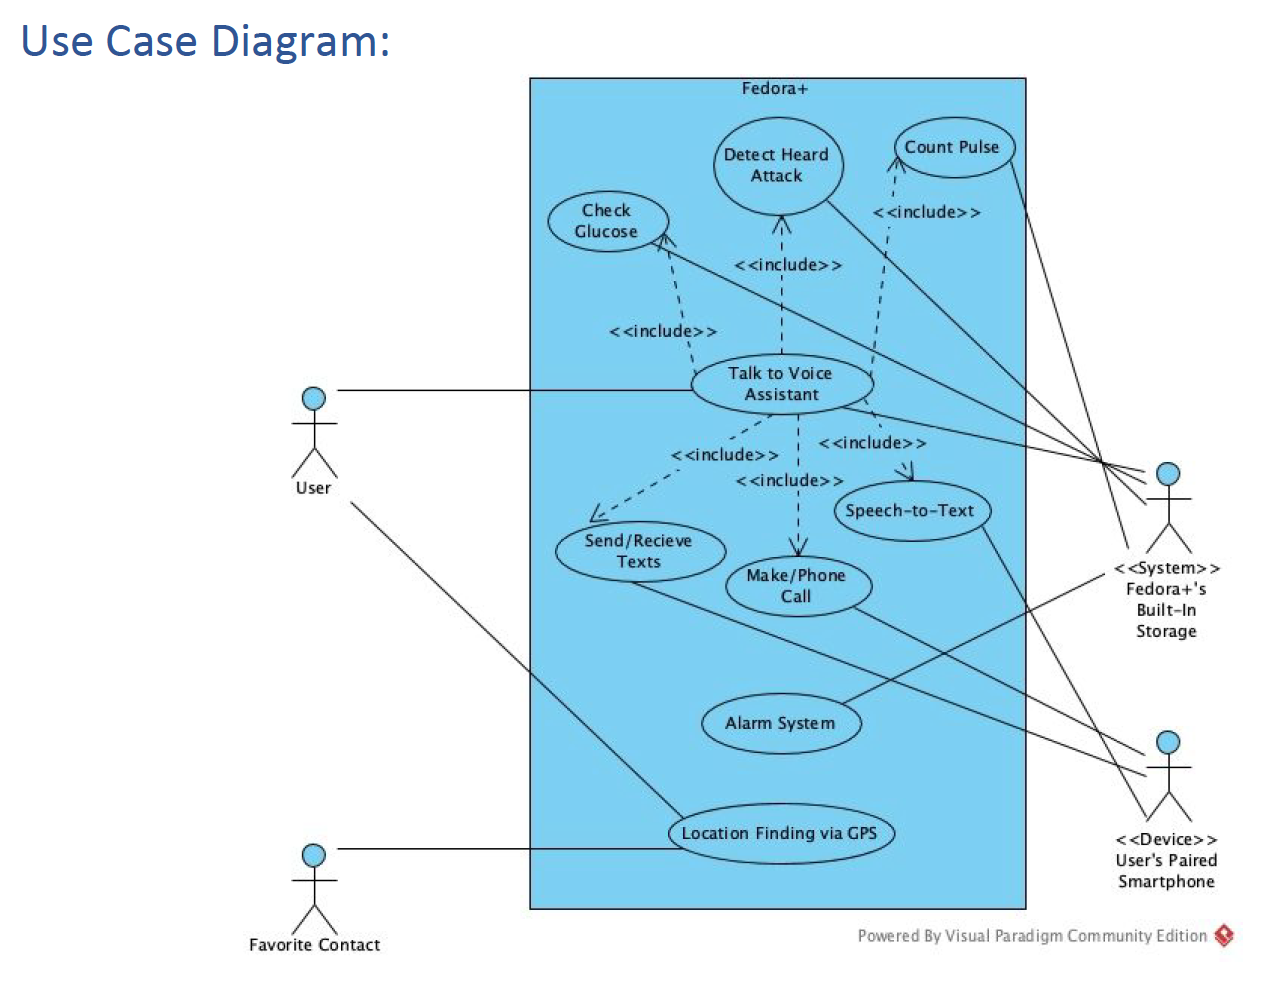 Use Case Diagram:
Fedora+
Detect Heard
Attack
Count Pulse
Check
Glucose
<<include>>
<<include>>
<<include>>
Talk to Voice
Assistant
<<include>>
<<include>>
<<include>>
User
Speech-to-Text
Send/Recieve
Texts
Make/Phone
Call
<<System>>
Fedora+'s
Built-In
Storage
Alarm System
Location Finding via GPS
<<Device>>
User's Paired
Smartphone
Favorite Contact
Powered By Visual Paradigm Community Edition